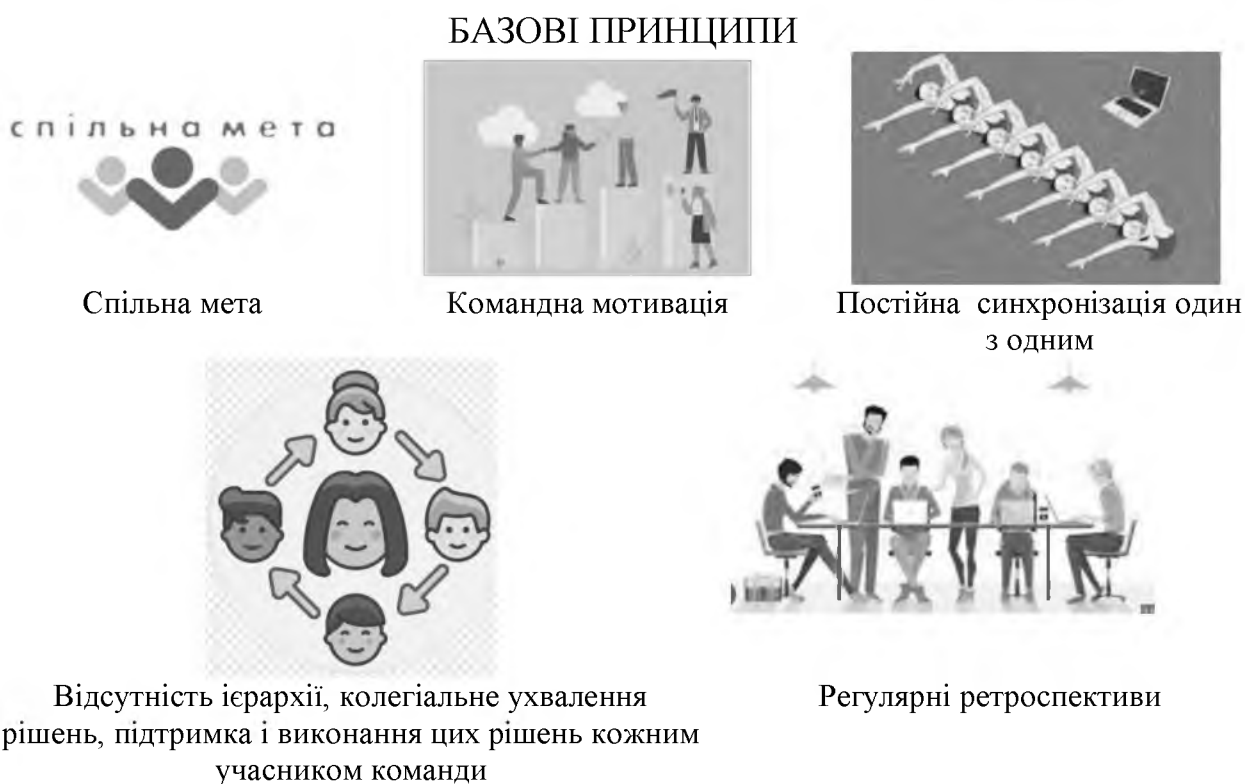 БАЗОВІ ПРИНЦИПИ
спільна мета
Спільна мета
Командна мотивація
Постійна синхронізація один
з одним
Відсутність ієрархії, колегіальне ухвалення
рішень, підтримка і виконання цих рішень кожним
учасником команди
Регулярні ретроспективи